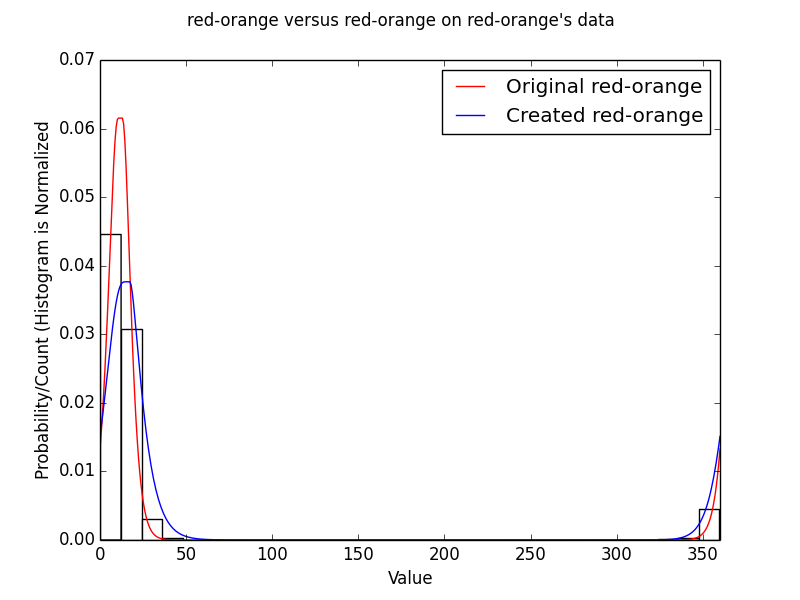 red-orange versus red-orange on red-orange's data
Probability/Count (Histogram is Normalized
0.07
0.06
0.05
0.04
0.03
0.02
0.01
0.00
Original red-orange
Created red-orange
0 50 100 150 200 250 300 350
Value